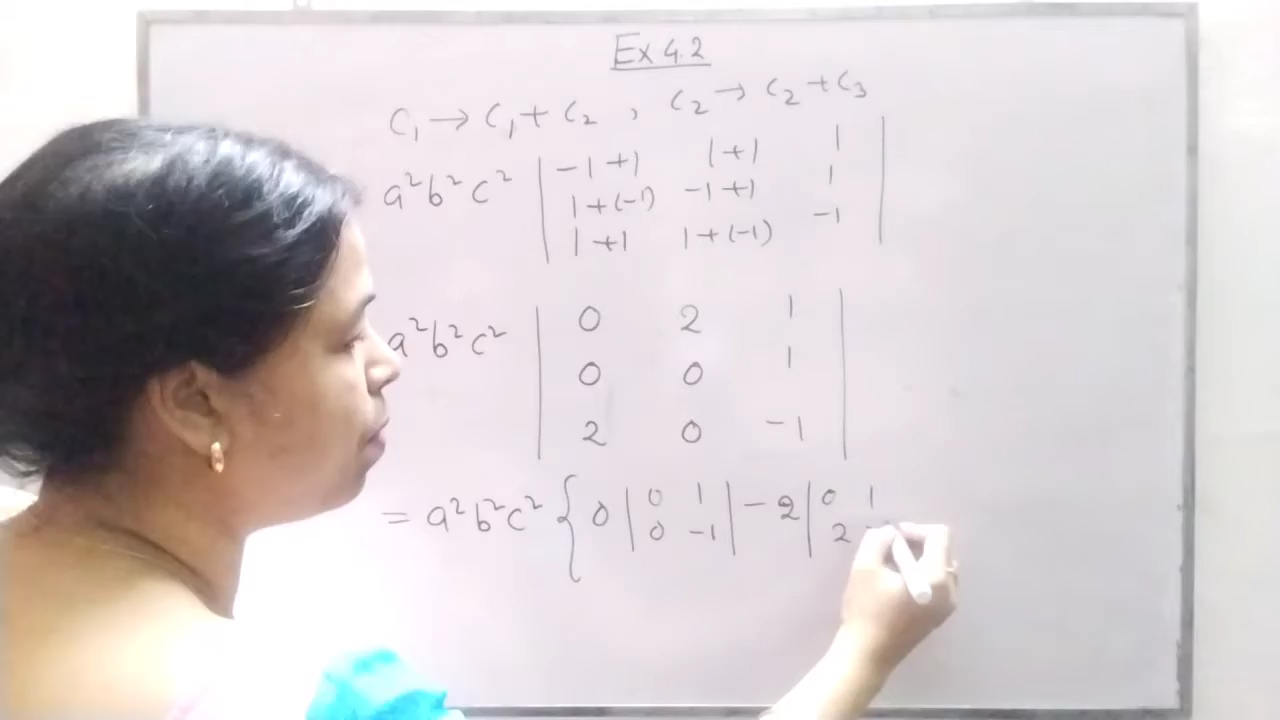 Ex 4.2
C₁ → C₁ + C₂ , C₂ → C₂ + C₃
a²b²c² | -1+1 1+1 1 |
| 1+(-1) -1+1 1 |
| 1+1 1+(-1) -1 |
a²b²c² | 0 2 1 |
| 0 0 1 |
| 2 0 -1 |
= a²b²c² { 0 | 0 1 | - 2 | 0 1
| 0 -1 | | 2